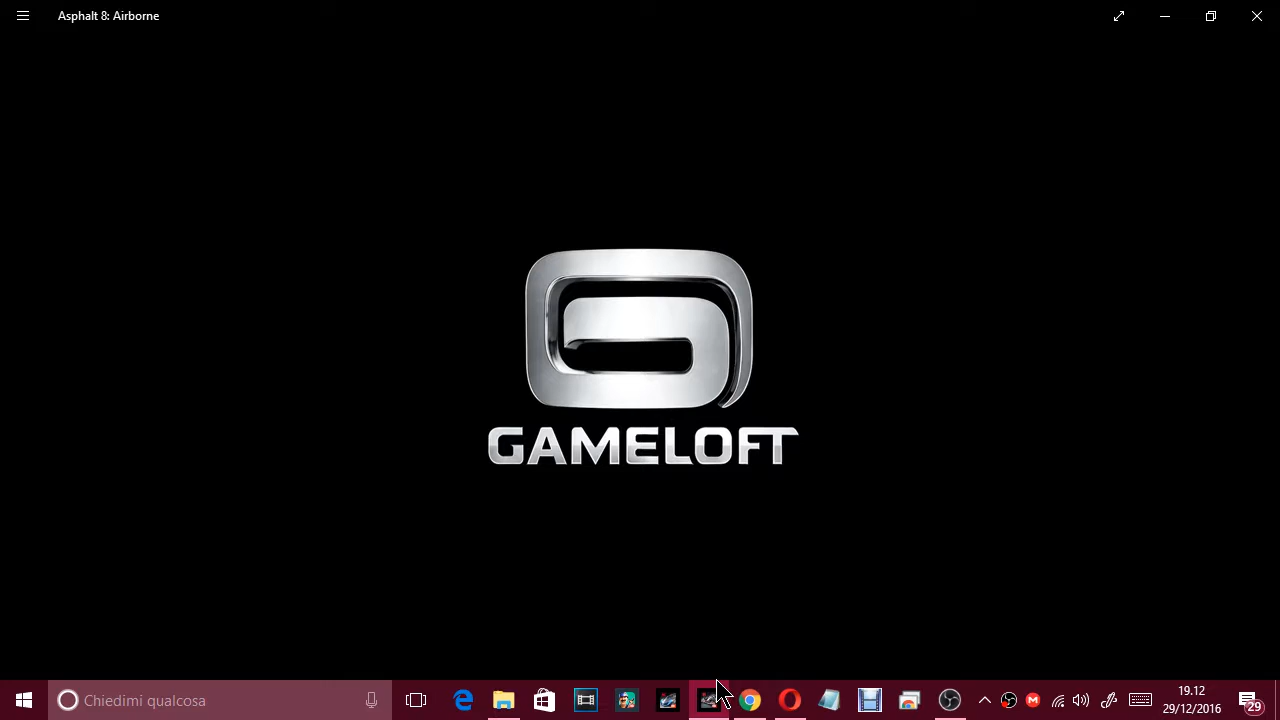 Asphalt 8: Airborne
GAMELOFT
Chiedimi qualcosa
19.12
29/12/2016
29